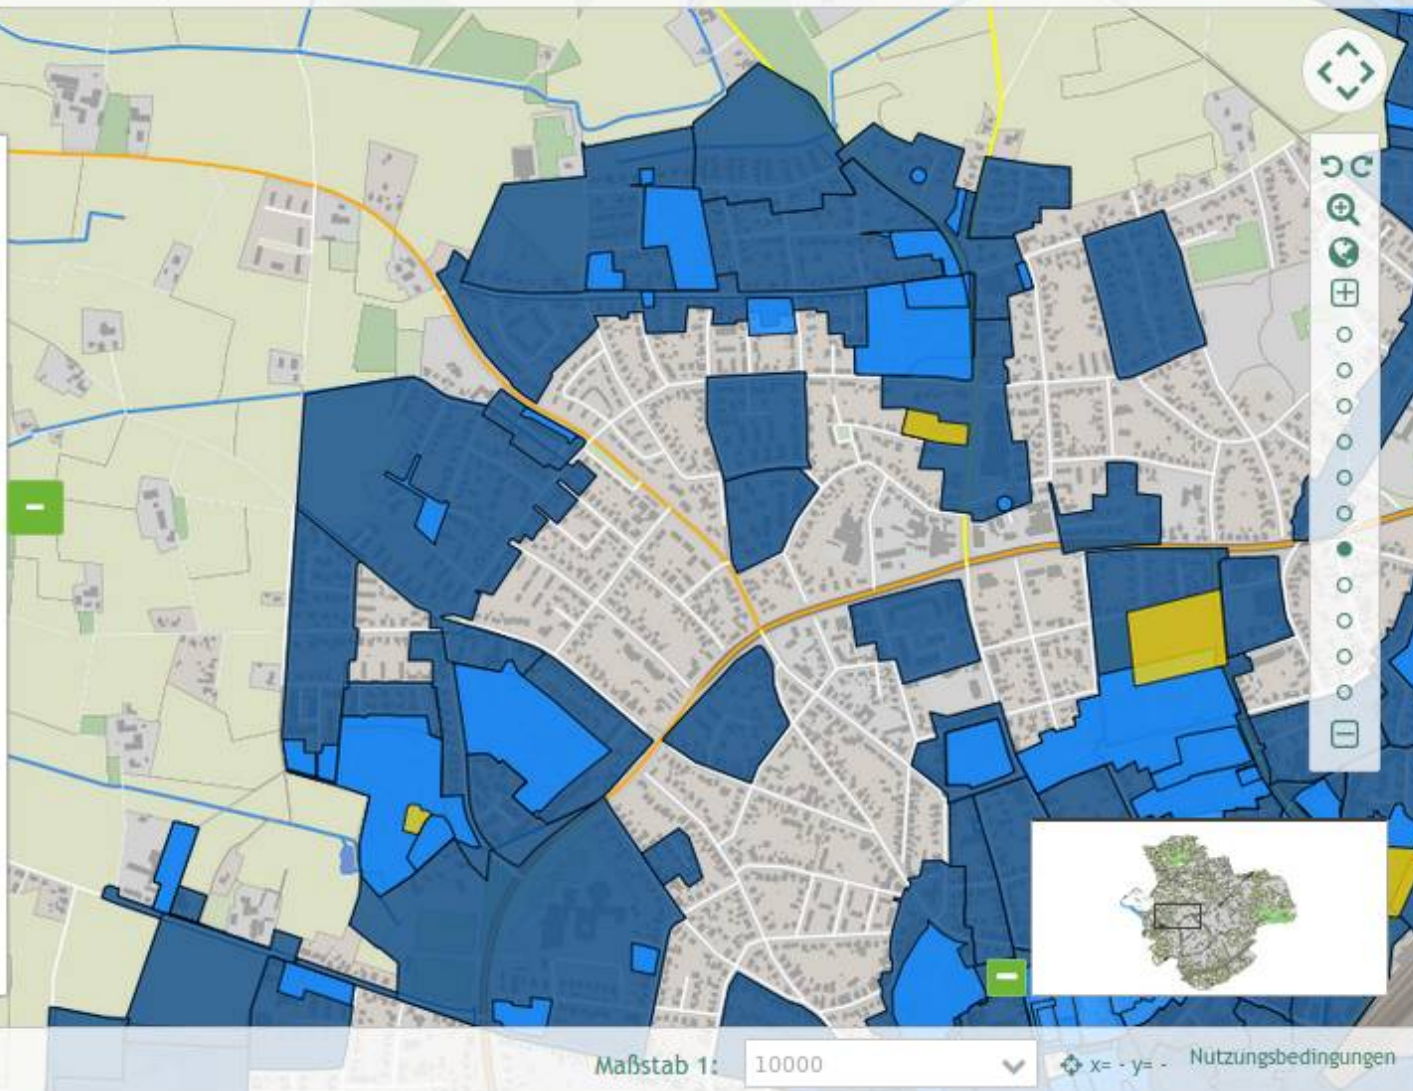 Maßstab 1: 10000 x= - y= - Nutzungsbedingungen